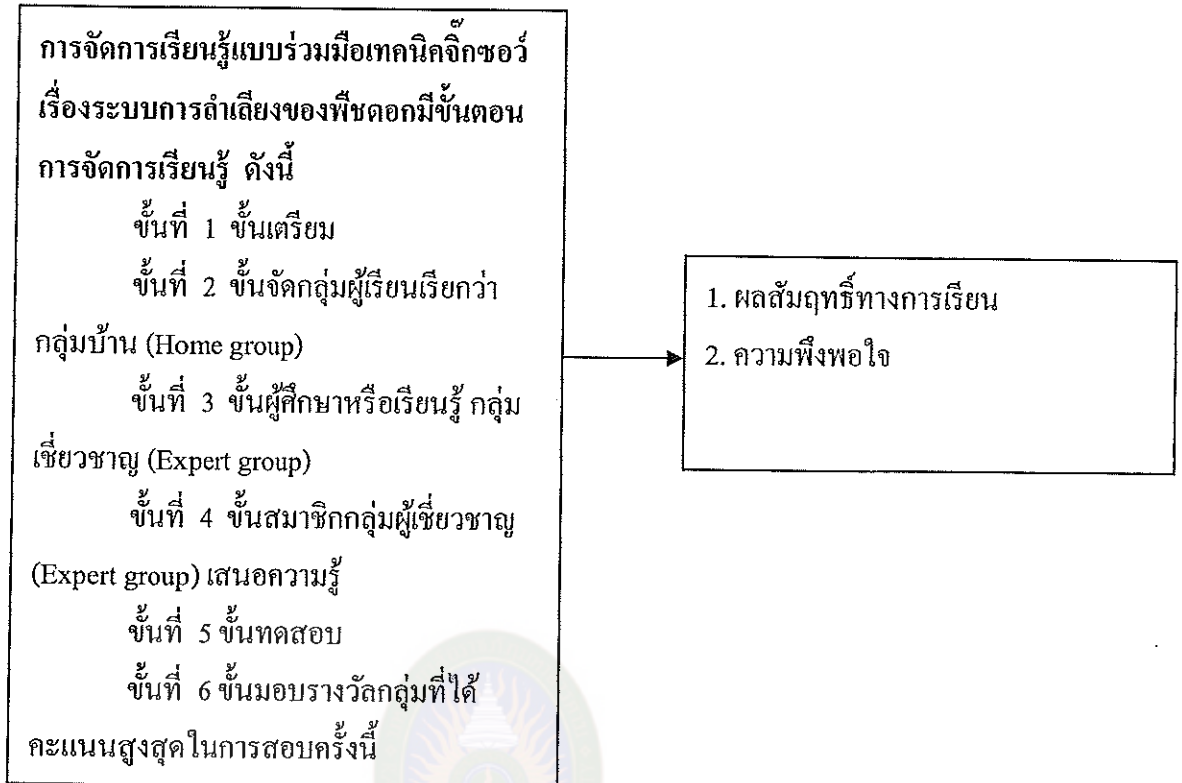 การจัดการเรียนรู้แบบร่วมมือเทคนิคจิ๊กซอว์
เรื่องระบบการลำเลียงของพืชดอกมีขั้นตอน
การจัดการเรียนรู้ ดังนี้
ขั้นที่ 1 ขั้นเตรียม
ขั้นที่ 2 ขั้นจัดกลุ่มผู้เรียนเรียกว่า
กลุ่มบ้าน (Home group)
ขั้นที่ 3 ขั้นผู้ศึกษาหรือเรียนรู้ กลุ่ม
เชี่ยวชาญ (Expert group)
ขั้นที่ 4 ขั้นสมาชิกกลุ่มผู้เชี่ยวชาญ
(Expert group) เสนอความรู้
ขั้นที่ 5 ขั้นทดสอบ
ขั้นที่ 6 ขั้นมอบรางวัลกลุ่มที่ได้
คะแนนสูงสุดในการสอบครั้งนี้
1. ผลสัมฤทธิ์ทางการเรียน
2. ความพึงพอใจ